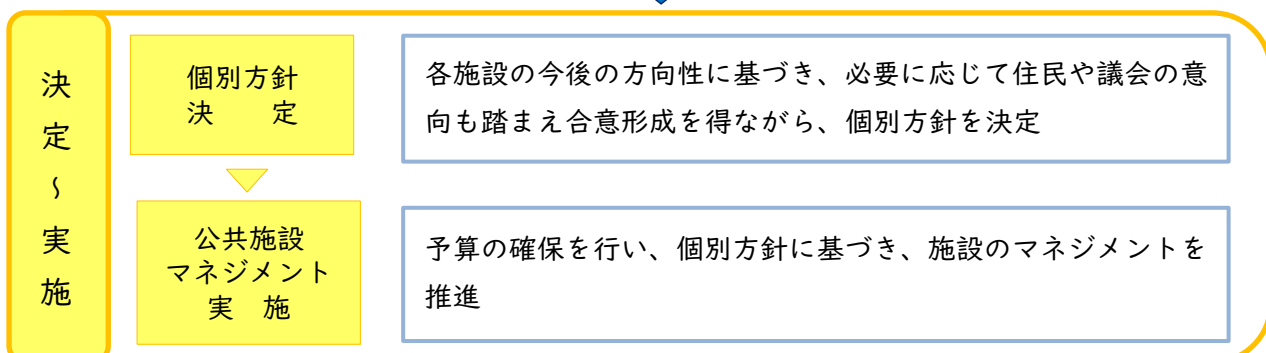 決定～実施
個別方針
決　定
各施設の今後の方向性に基づき、必要に応じて住民や議会の意
向も踏まえ合意形成を得ながら、個別方針を決定
公共施設
マネジメント
実　施
予算の確保を行い、個別方針に基づき、施設のマネジメントを
推進